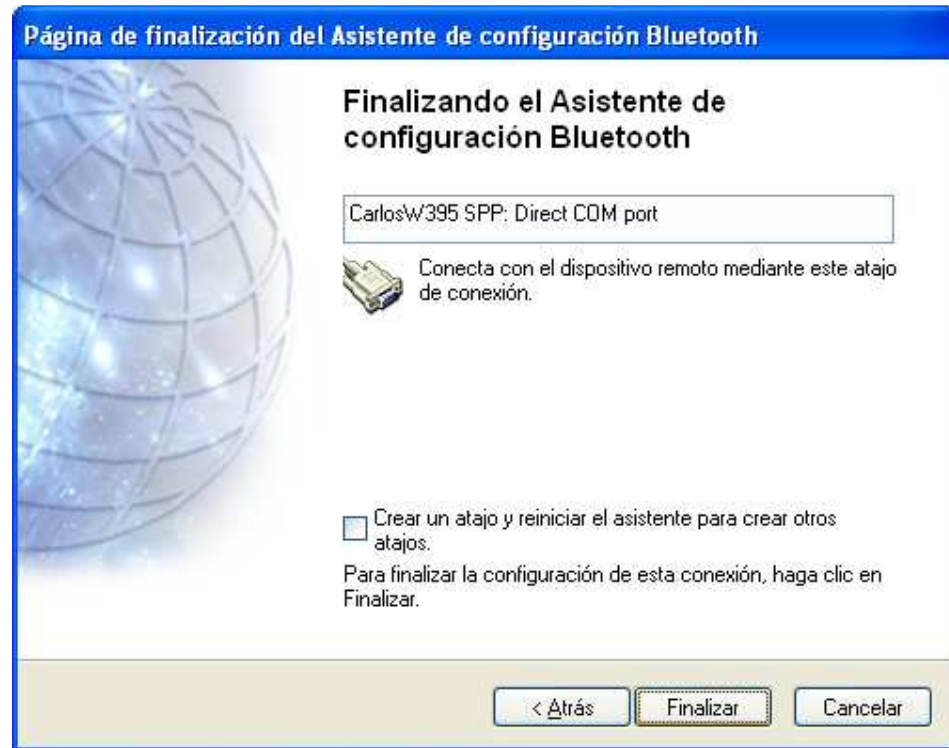 Página de finalización del Asistente de configuración Bluetooth
Finalizando el Asistente de
configuración Bluetooth
CarlosW395 SPP: Direct COM port
Conecta con el dispositivo remoto mediante este atajo
de conexión.
Crear un atajo y reiniciar el asistente para crear otros
atajos.
Para finalizar la configuración de esta conexión, haga clic en
Finalizar.
< Atrás
Finalizar
Cancelar